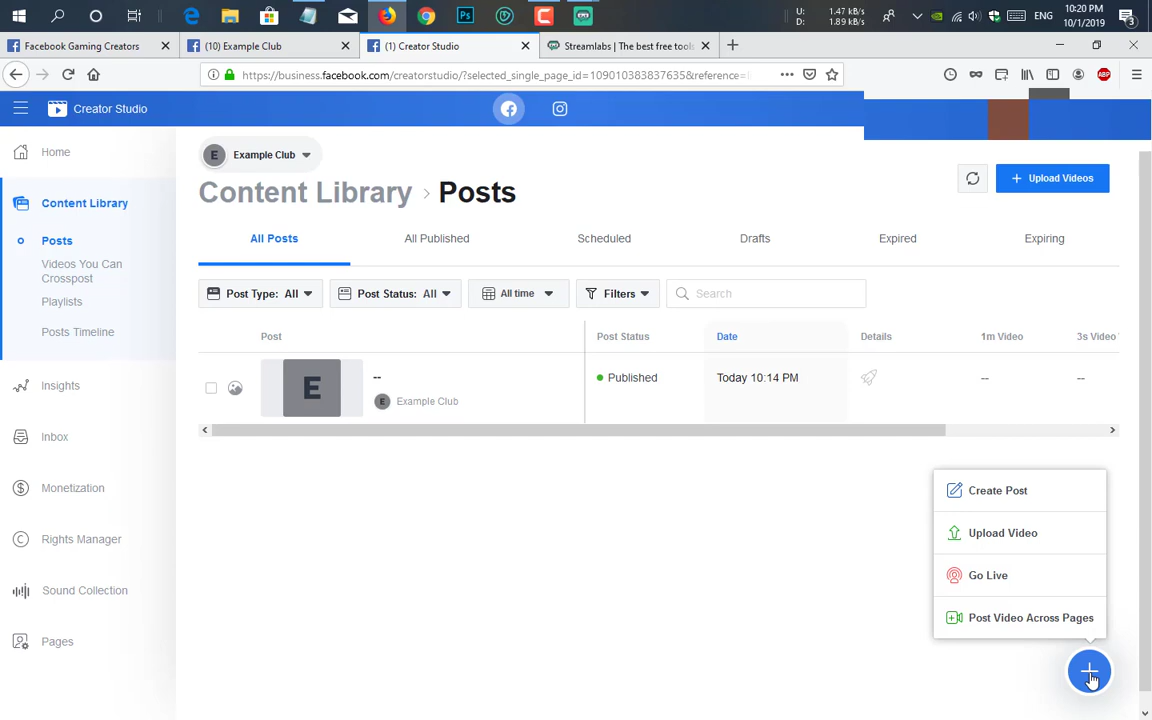 U: 1.47 kB/s
D: 1.89 kB/s
ENG
10:20 PM
10/1/2019
3
Facebook Gaming Creators
(10) Example Club
(1) Creator Studio
Streamlabs | The best free tools
https://business.facebook.com/creatorstudio/?selected_single_page_id=109010383837635&reference=
ABP
Creator Studio
Home
Content Library
Posts
Videos You Can
Crosspost
Playlists
Posts Timeline
Insights
Inbox
Monetization
Rights Manager
Sound Collection
Pages
E Example Club
Content Library › Posts
+ Upload Videos
All Posts
All Published
Scheduled
Drafts
Expired
Expiring
Post Type: All
Post Status: All
All time
Filters
Search
Post
Post Status
Date
Details
1m Video
3s Video
E
--
E Example Club
Published
Today 10:14 PM
--
--
Create Post
Upload Video
Go Live
Post Video Across Pages